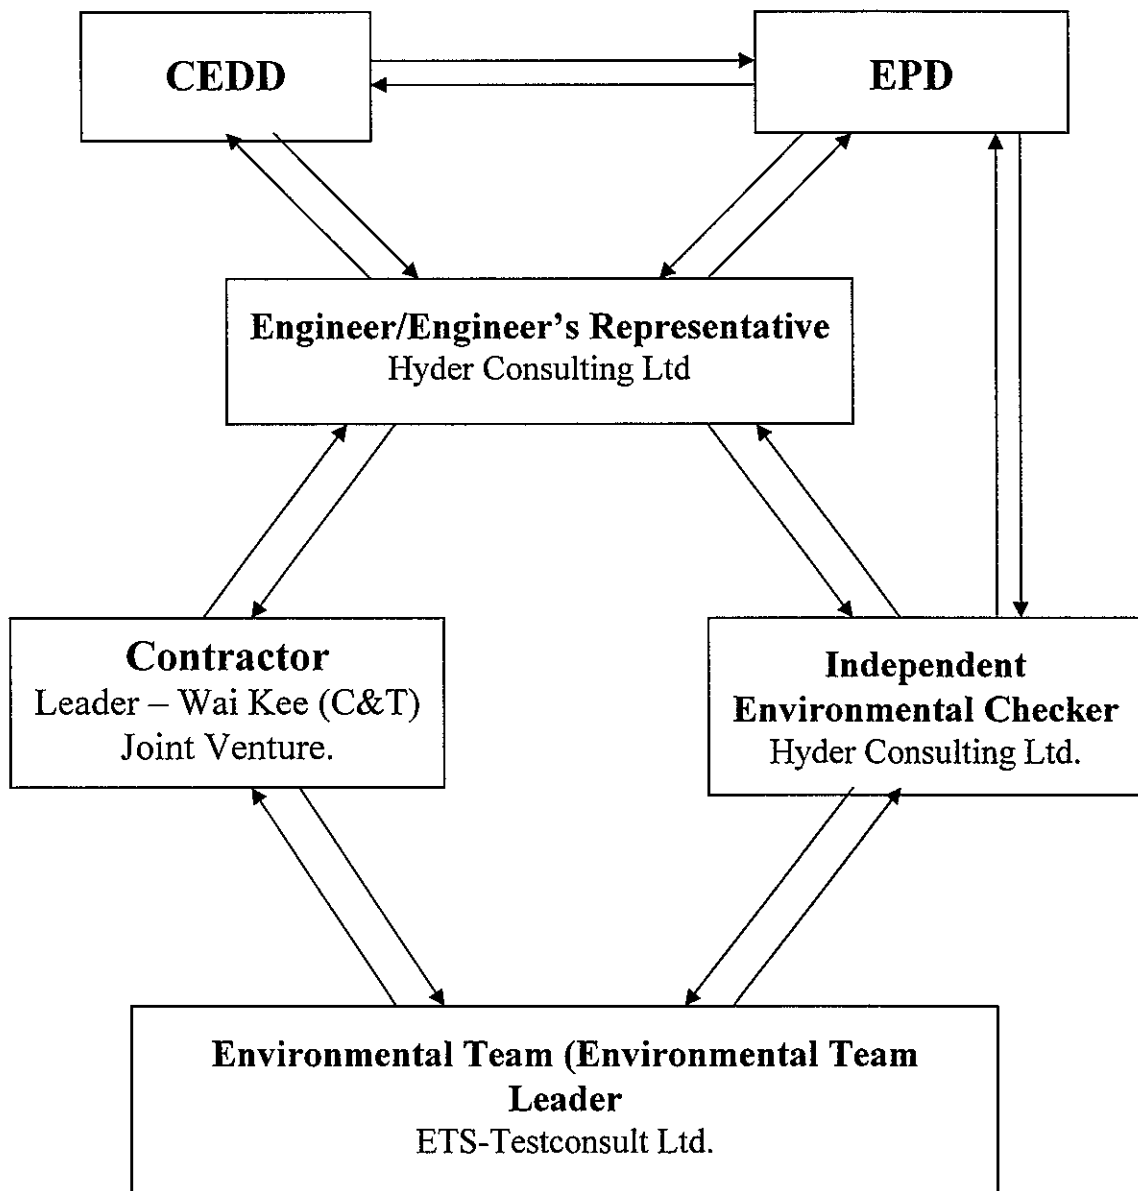 CEDD
EPD
Engineer/Engineer's Representative
Hyder Consulting Ltd
Contractor
Leader – Wai Kee (C&T)
Joint Venture.
Independent
Environmental Checker
Hyder Consulting Ltd.
Environmental Team (Environmental Team
Leader
ETS-Testconsult Ltd.